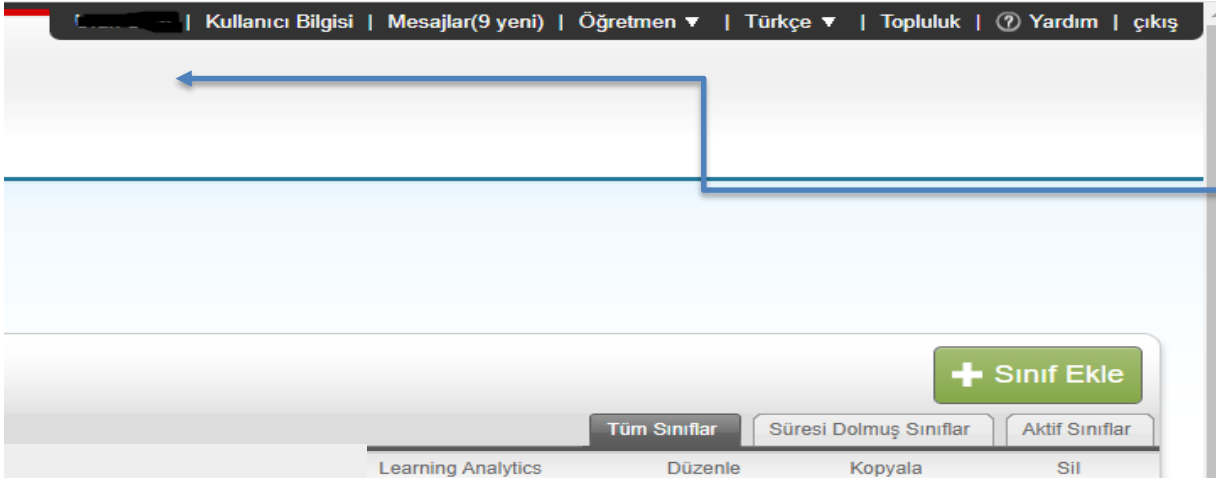 | Kullanıcı Bilgisi | Mesajlar(9 yeni) | Öğretmen ▼ | Türkçe ▼ | Topluluk | ? Yardım | çıkış
+ Sınıf Ekle
Tüm Sınıflar Süresi Dolmuş Sınıflar Aktif Sınıflar
Learning Analytics Düzenle Kopyala Sil